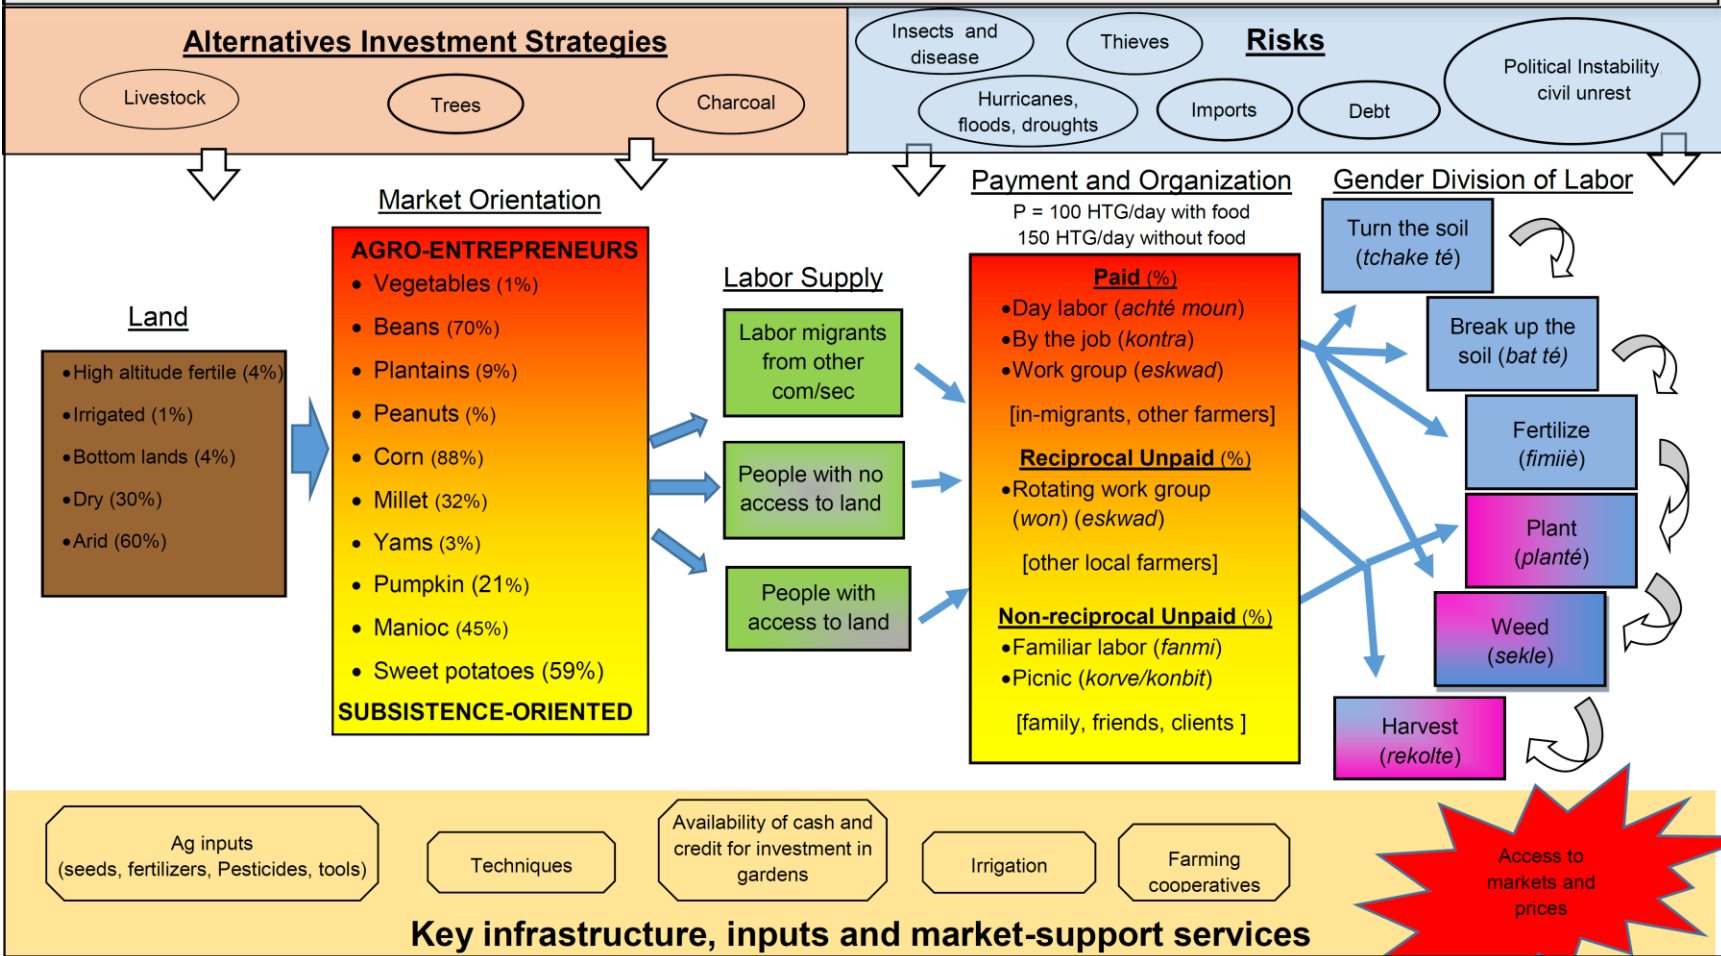 Alternatives Investment Strategies
Livestock
Trees
Charcoal
Risks
Insects and
disease
Thieves
Hurricanes,
floods, droughts
Imports
Debt
Political Instability
civil unrest
Land
•High altitude fertile (4%)
•Irrigated (1%)
•Bottom lands (4%)
•Dry (30%)
•Arid (60%)
Market Orientation
AGRO-ENTREPRENEURS
• Vegetables (1%)
• Beans (70%)
• Plantains (9%)
• Peanuts (%)
• Corn (88%)
• Millet (32%)
• Yams (3%)
• Pumpkin (21%)
• Manioc (45%)
• Sweet potatoes (59%)
SUBSISTENCE-ORIENTED
Labor Supply
Labor migrants
from other
com/sec
People with no
access to land
People with
access to land
Payment and Organization
P = 100 HTG/day with food
150 HTG/day without food
Paid (%)
•Day labor (achté moun)
•By the job (kontra)
•Work group (eskwad)
[in-migrants, other farmers]
Reciprocal Unpaid (%)
•Rotating work group
(won) (eskwad)
[other local farmers]
Non-reciprocal Unpaid (%)
•Familiar labor (fanmi)
•Picnic (korve/konbit)
[family, friends, clients ]
Gender Division of Labor
Turn the soil
(tchake té)
Break up the
soil (bat té)
Fertilize
(fimiiè)
Plant
(planté)
Weed
(sekle)
Harvest
(rekolte)
Ag inputs
(seeds, fertilizers, Pesticides, tools)
Techniques
Availability of cash and
credit for investment in
gardens
Irrigation
Farming
cooperatives
Access to
markets and
prices
Key infrastructure, inputs and market-support services